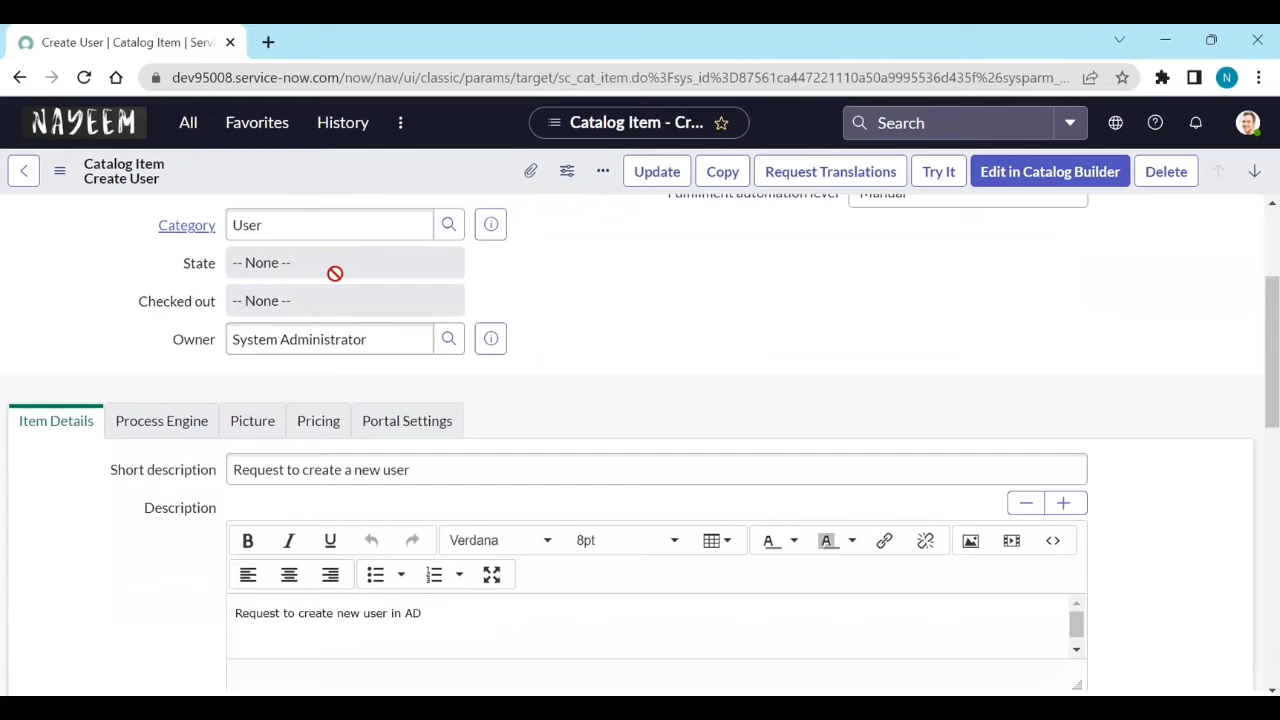 Create User | Catalog Item | Serv
dev95008.service-now.com/now/nav/ui/classic/params/target/sc_cat_item.do%3Fsys_id%3D87561ca447221110a50a9995536d435f%26sysparm_...
N
NAYEEM
All
Favorites
History
Catalog Item - Cr...
Search
Catalog Item
Create User
Update
Copy
Request Translations
Try It
Edit in Catalog Builder
Delete
Fulfillment automation level
Manual
Category
User
State
-- None --
Checked out
-- None --
Owner
System Administrator
Item Details
Process Engine
Picture
Pricing
Portal Settings
Short description
Request to create a new user
Description
B
I
U
Verdana
8pt
A
A
Request to create new user in AD